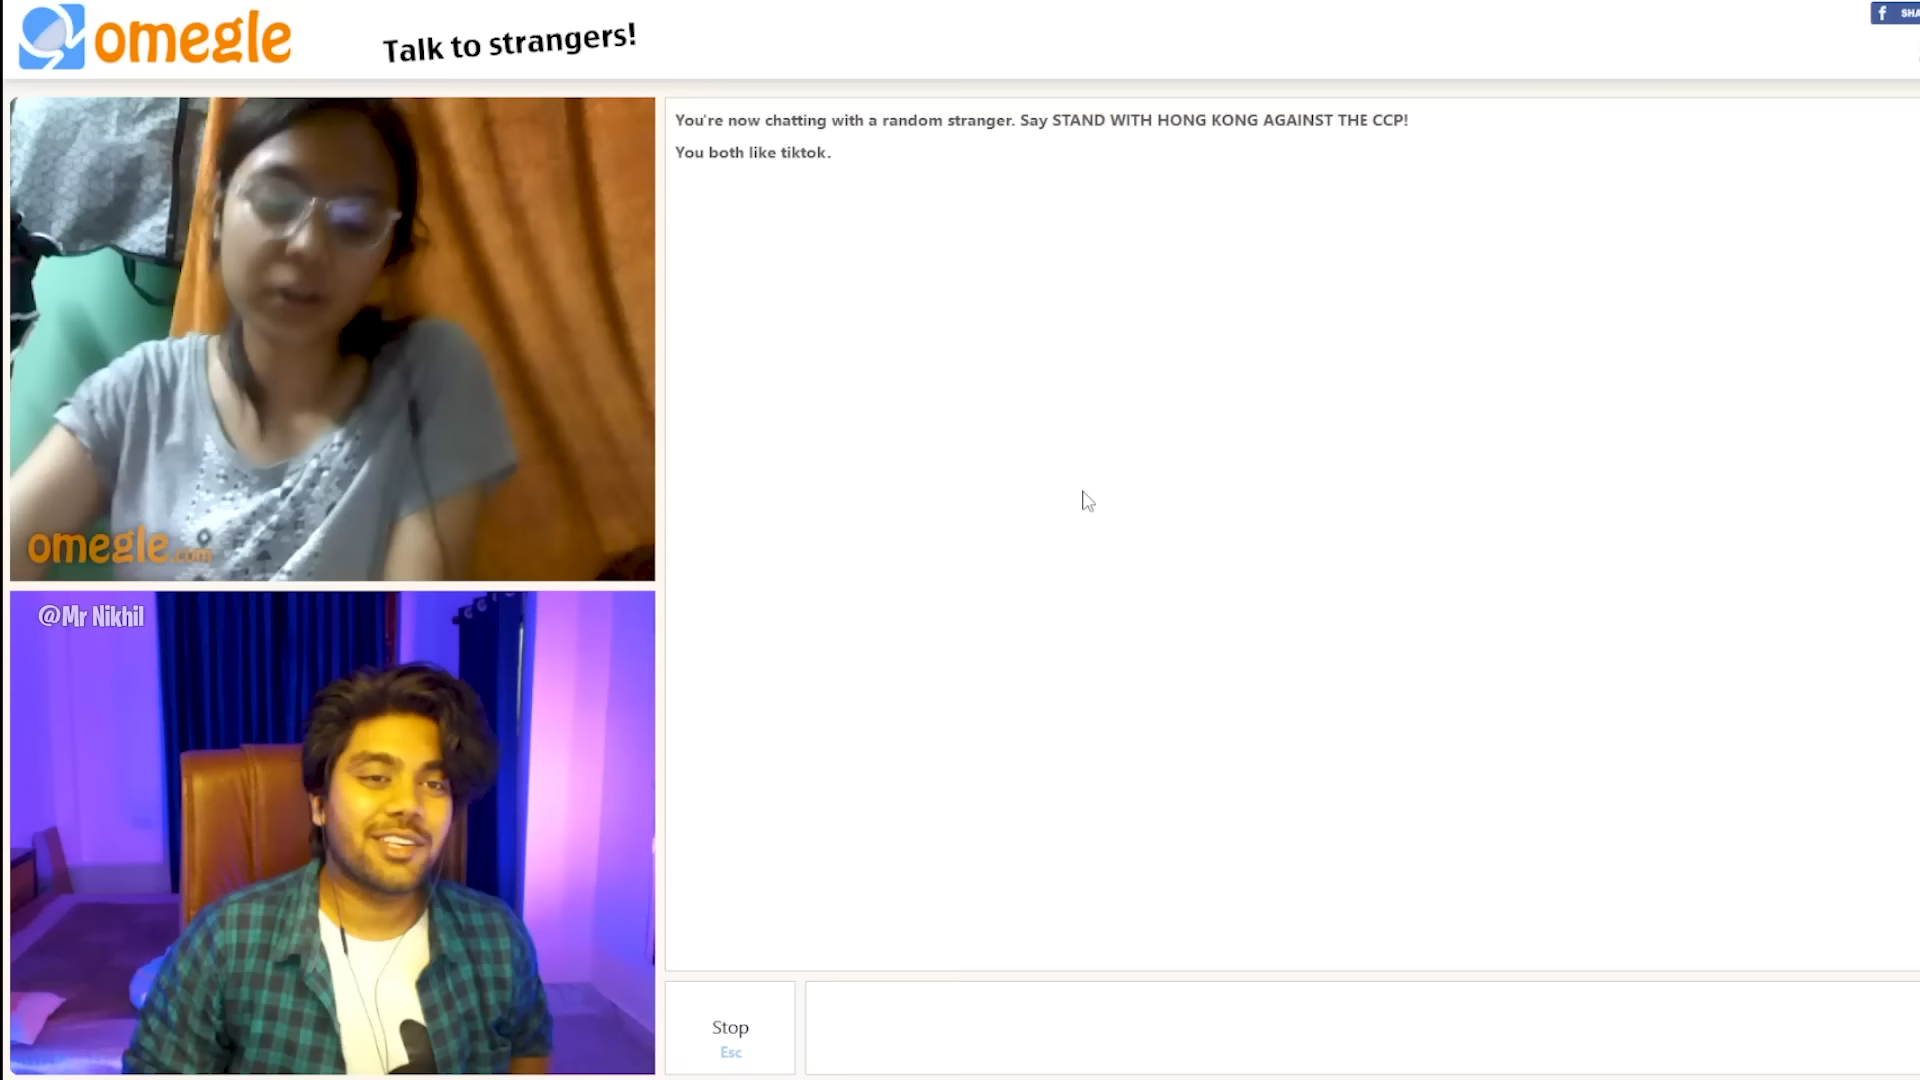 omegle
Talk to strangers!
f SHA
You're now chatting with a random stranger. Say STAND WITH HONG KONG AGAINST THE CCP!
You both like tiktok.
omegle.com
@Mr Nikhil
Stop
Esc